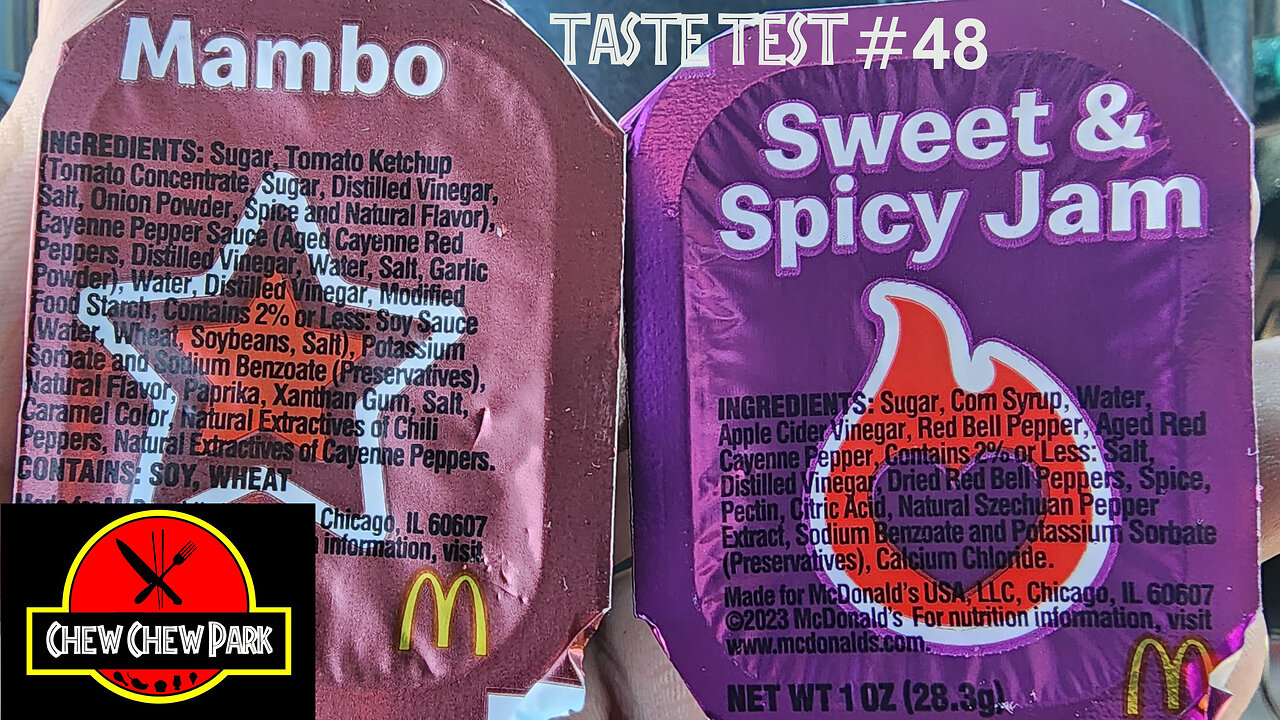 TASTE TEST #48
Mambo
INGREDIENTS: Sugar, Tomato Ketchup
(Tomato Concentrate, Sugar, Distilled Vinegar,
Salt, Onion Powder, Spice and Natural Flavor),
Cayenne Pepper Sauce (Aged Cayenne Red
Peppers, Distilled Vinegar, Water, Salt, Garlic
Powder), Water, Distilled Vinegar, Modified
Food Starch, Contains 2% or Less: Soy Sauce
(Water, Wheat, Soybeans, Salt), Potassium
Sorbate and Sodium Benzoate (Preservatives),
Natural Flavor, Paprika, Xanthan Gum, Salt,
Caramel Color, Natural Extractives of Chili
Peppers, Natural Extractives of Cayenne Peppers.
CONTAINS: SOY, WHEAT
Chicago, IL 60607
information, visit
Sweet &
Spicy Jam
INGREDIENTS: Sugar, Corn Syrup, Water,
Apple Cider Vinegar, Red Bell Pepper, Aged Red
Cayenne Pepper, Contains 2% or Less: Salt,
Distilled Vinegar, Dried Red Bell Peppers, Spice,
Pectin, Citric Acid, Natural Szechuan Pepper
Extract, Sodium Benzoate and Potassium Sorbate
(Preservatives), Calcium Chloride.
Made for McDonald's USA, LLC, Chicago, IL 60607
©2023 McDonald's For nutrition information, visit
www.mcdonalds.com.
NET WT 1 OZ (28.3g)
CHEW CHEW PARK